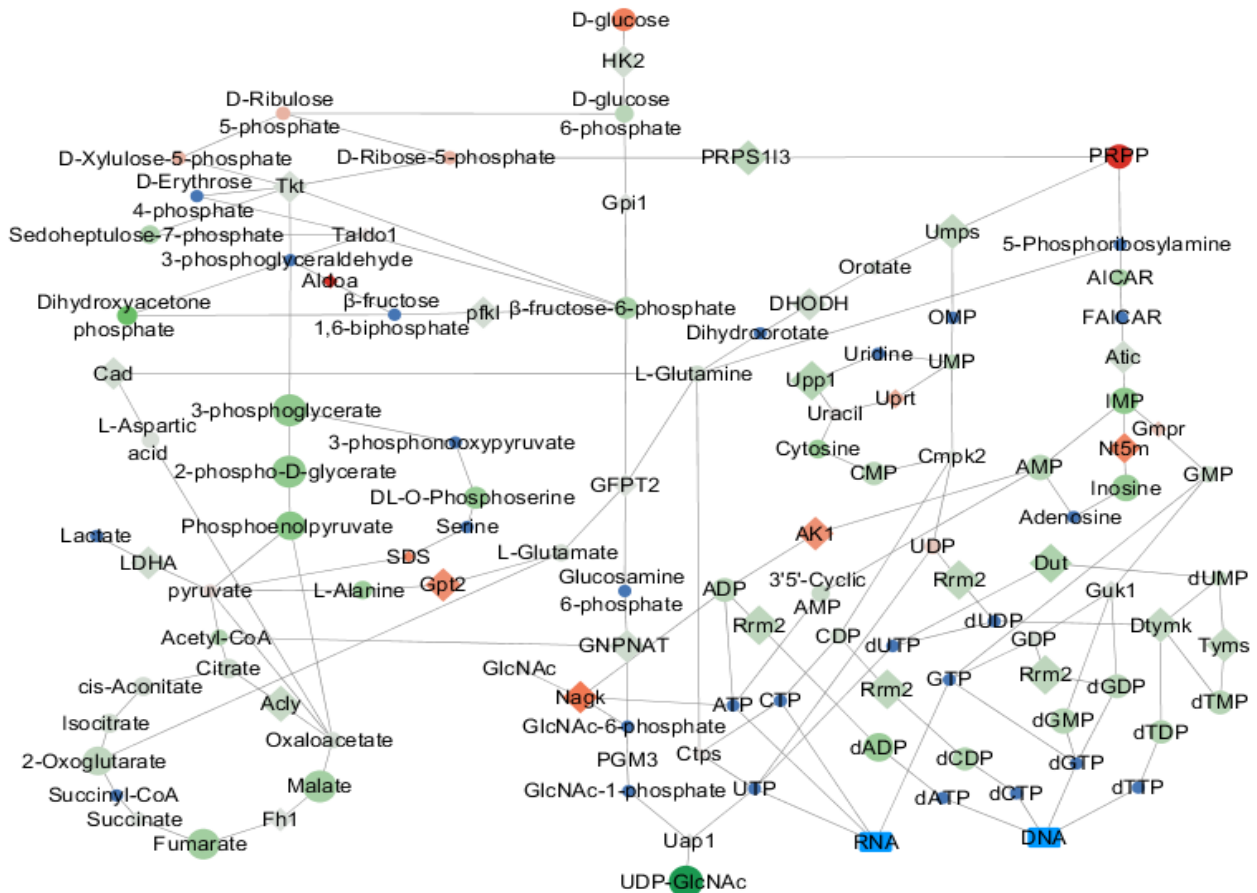 D-glucose
HK2
D-Ribulose
5-phosphate
D-glucose
6-phosphate
D-Xylulose-5-phosphate
D-Ribose-5-phosphate
PRPS1l3
PRPP
D-Erythrose
4-phosphate
Tkt
Gpi1
Sedoheptulose-7-phosphate
Taldo1
Umps
5-Phosphoribosylamine
3-phosphoglyceraldehyde
Orotate
AICAR
Aldoa
Dihydroxyacetone
phosphate
β-fructose
1,6-biphosphate
pfkl
β-fructose-6-phosphate
DHODH
Dihydroorotate
OMP
FAICAR
Uridine
UMP
Atic
Cad
L-Glutamine
Upp1
Uprt
Uracil
IMP
3-phosphoglycerate
L-Aspartic
acid
3-phosphonooxypyruvate
Cytosine
Cmpk2
Gmpr
Nt5m
2-phospho-D-glycerate
GFPT2
CMP
AMP
GMP
DL-O-Phosphoserine
Inosine
Phosphoenolpyruvate
Serine
AK1
Adenosine
Lactate
LDHA
SDS
L-Glutamate
UDP
Dut
pyruvate
L-Alanine
Gpt2
Glucosamine
6-phosphate
ADP
3'5'-Cyclic
AMP
Rrm2
Guk1
dUMP
Rrm2
dUDP
Dtymk
Acetyl-CoA
GNPNAT
CDP
dUTP
GDP
Tyms
Citrate
GlcNAc
Rrm2
GTP
Rrm2
dGDP
cis-Aconitate
Nagk
ATP
CTP
dTMP
Acly
Isocitrate
GlcNAc-6-phosphate
dGMP
dTDP
Oxaloacetate
2-Oxoglutarate
PGM3
Ctps
dADP
dCDP
dGTP
Malate
Succinyl-CoA
GlcNAc-1-phosphate
UTP
dATP
dCTP
dTTP
Succinate
Fh1
Fumarate
Uap1
RNA
DNA
UDP-GlcNAc